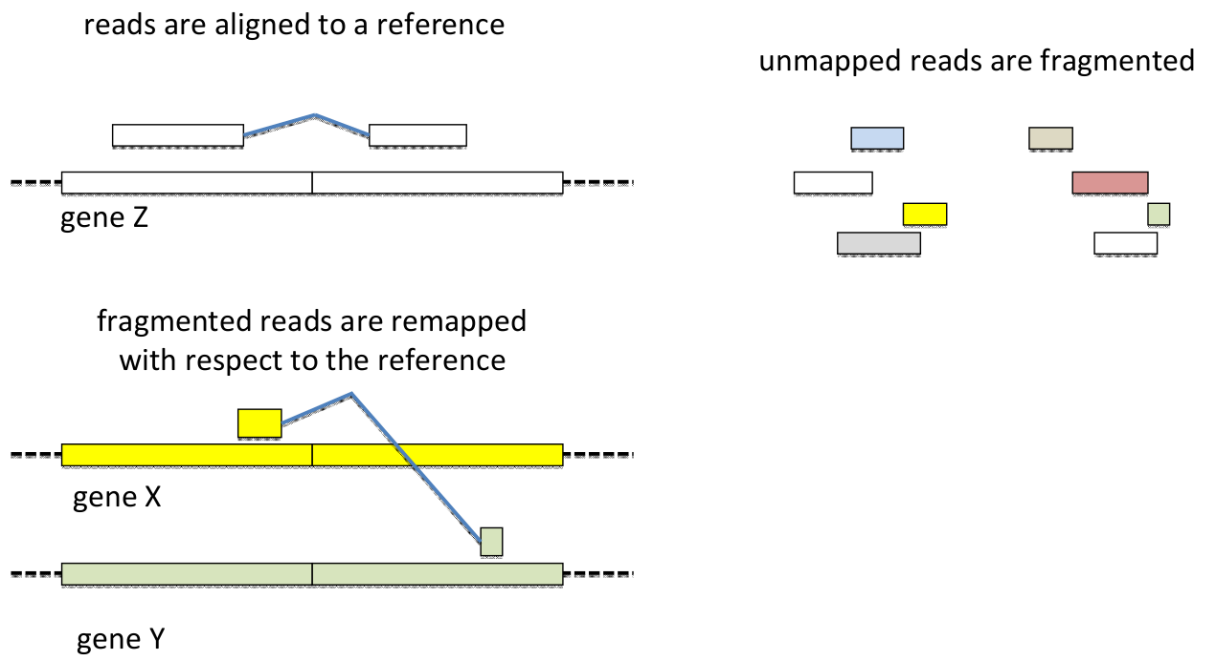 reads are aligned to a reference
unmapped reads are fragmented
gene Z
fragmented reads are remapped
with respect to the reference
gene X
gene Y